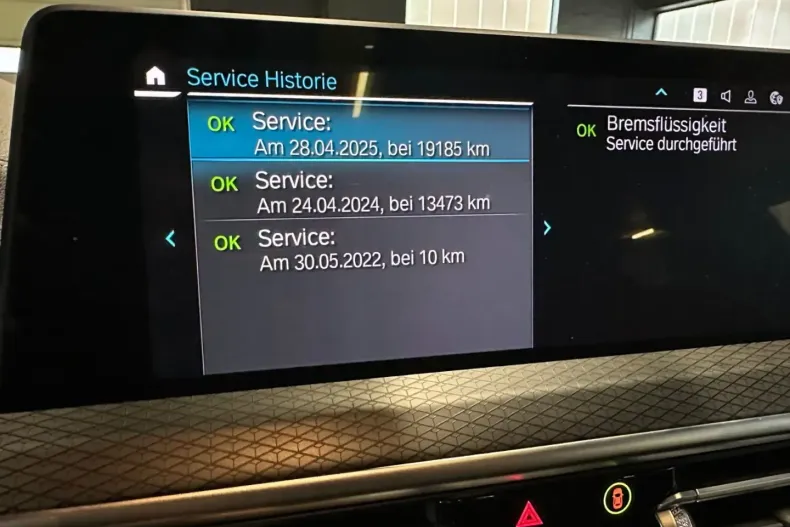 Service Historie
3
OK Service:
Am 28.04.2025, bei 19185 km
OK Service:
Am 24.04.2024, bei 13473 km
OK Service:
Am 30.05.2022, bei 10 km
OK Bremsflüssigkeit
Service durchgeführt